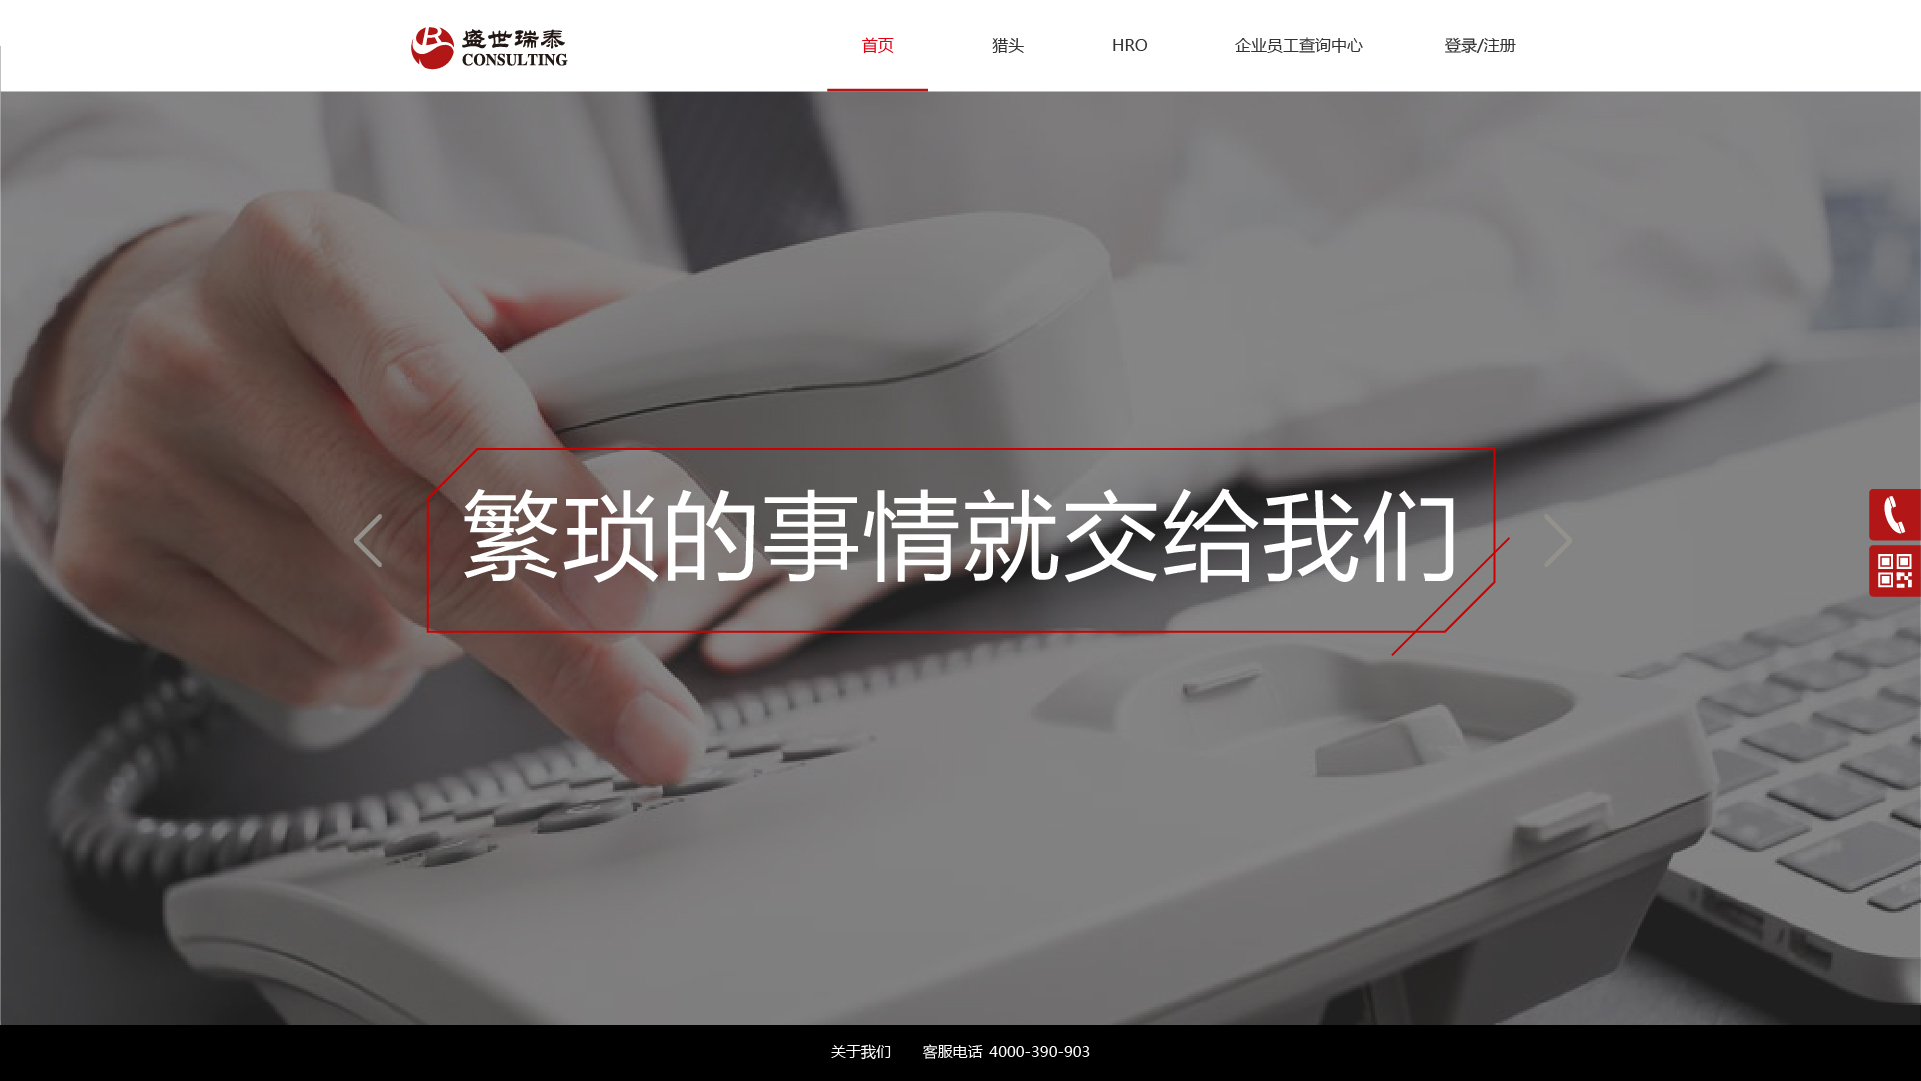 盛世瑞泰
CONSULTING
首页
猎头
HRO
企业员工查询中心
登录/注册
繁琐的事情就交给我们
关于我们
客服电话 4000-390-903